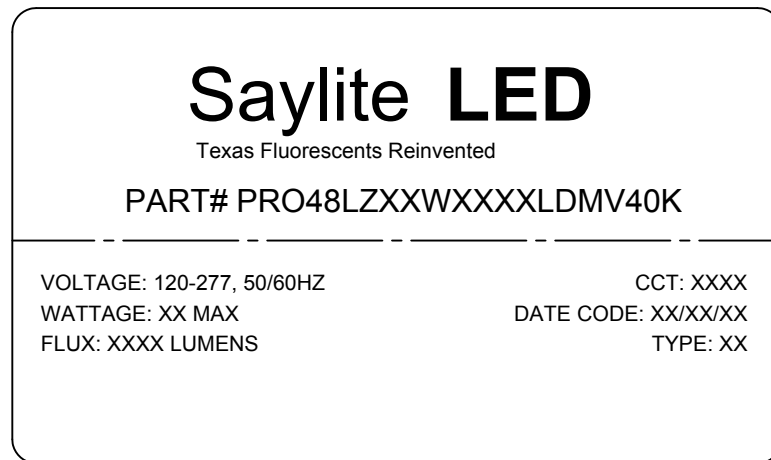 Saylite LED
Texas Fluorescents Reinvented
PART# PRO48LZXXWXXXXLDMV40K
VOLTAGE: 120-277, 50/60HZ
WATTAGE: XX MAX
FLUX: XXXX LUMENS
CCT: XXXX
DATE CODE: XX/XX/XX
TYPE: XX